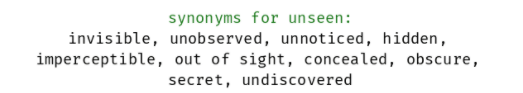 synonyms for unseen:
invisible, unobserved, unnoticed, hidden,
imperceptible, out of sight, concealed, obscure,
secret, undiscovered